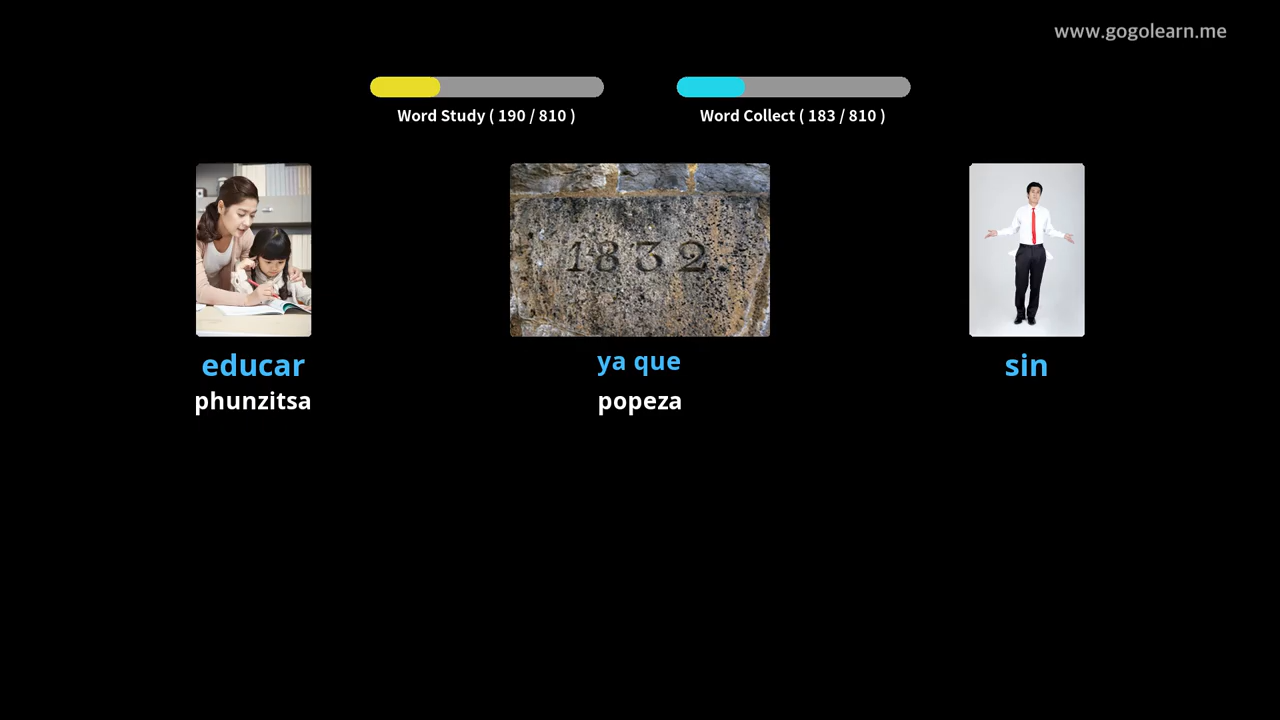 www.gogolearn.me
Word Study ( 190 / 810 )
Word Collect ( 183 / 810 )
1832.
educar
ya que
sin
phunzitsa
popeza